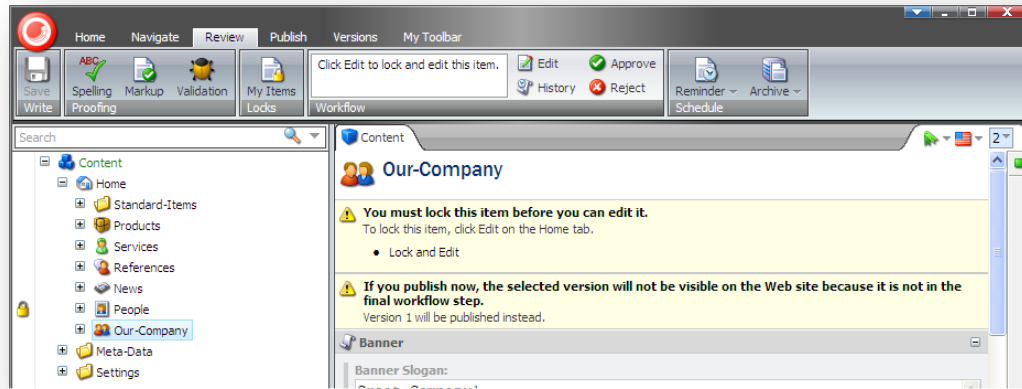 Home Navigate Review Publish Versions My Toolbar
ABC
Click Edit to lock and edit this item.
Edit Approve
History Reject
Save Spelling Markup Validation My Items Reminder Archive
Write Proofing Locks Workflow Schedule
Search
Content
Home
Standard-Items
Products
Services
References
News
People
Our-Company
Meta-Data
Settings
Content
2
Our-Company
You must lock this item before you can edit it.
To lock this item, click Edit on the Home tab.
Lock and Edit
If you publish now, the selected version will not be visible on the Web site because it is not in the
final workflow step.
Version 1 will be published instead.
Banner
Banner Slogan: